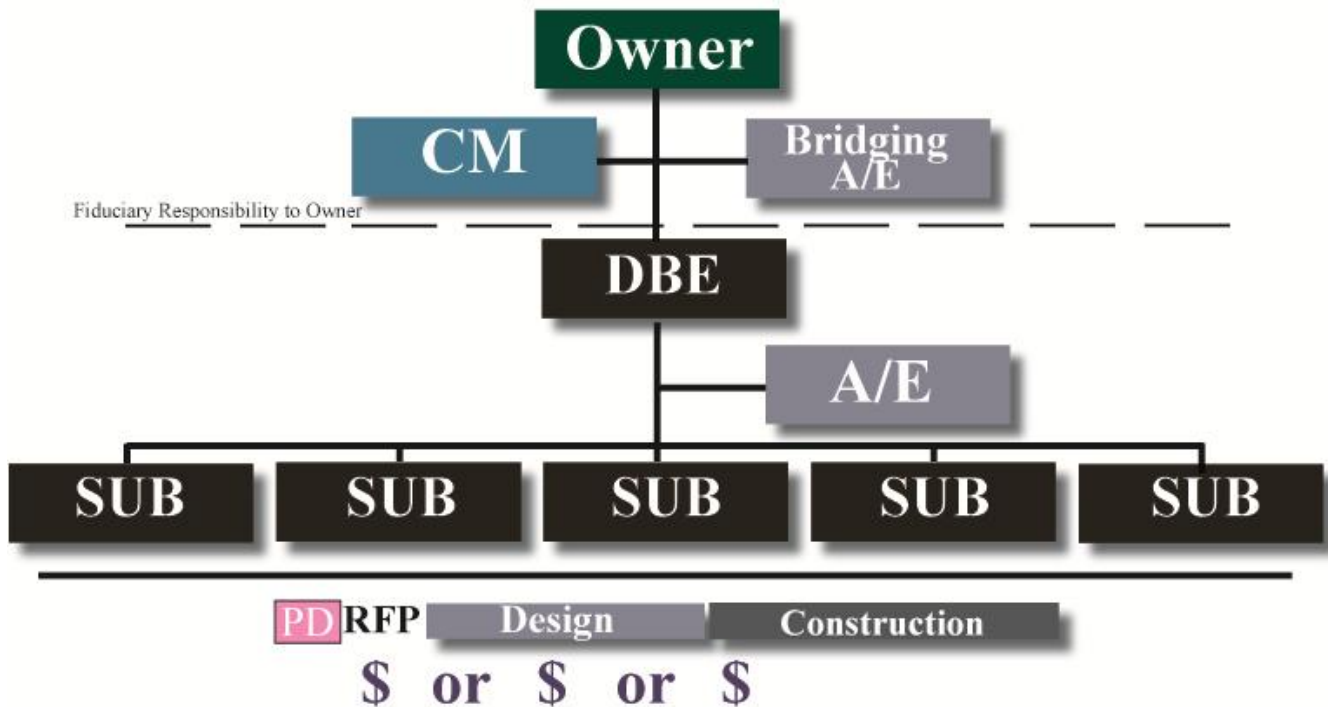 Owner
CM
Bridging
A/E
Fiduciary Responsibility to Owner
DBE
A/E
SUB SUB SUB SUB SUB
PD RFP Design Construction
$ or $ or $